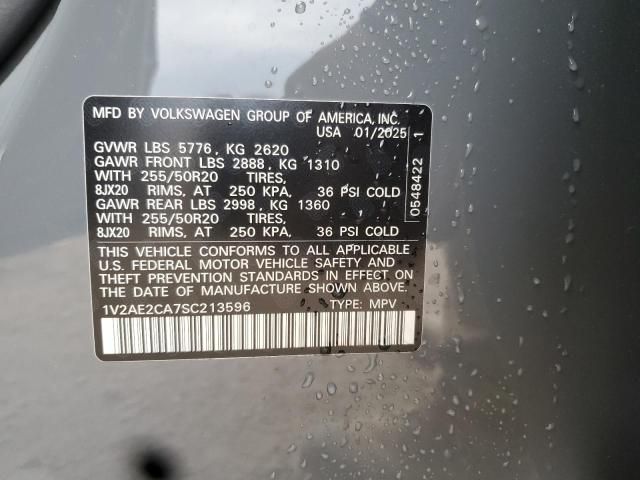 MFD BY VOLKSWAGEN GROUP OF AMERICA, INC.
USA 01/2025
GVWR LBS 5776, KG 2620
GAWR FRONT LBS 2888, KG 1310
WITH 255/50R20 TIRES,
8JX20 RIMS, AT 250 KPA, 36 PSI COLD
GAWR REAR LBS 2998, KG 1360
WITH 255/50R20 TIRES,
8JX20 RIMS, AT 250 KPA, 36 PSI COLD
THIS VEHICLE CONFORMS TO ALL APPLICABLE
U.S. FEDERAL MOTOR VEHICLE SAFETY AND
THEFT PREVENTION STANDARDS IN EFFECT ON
THE DATE OF MANUFACTURE SHOWN ABOVE.
1V2AE2CA7SC213596 TYPE: MPV
0548422 1